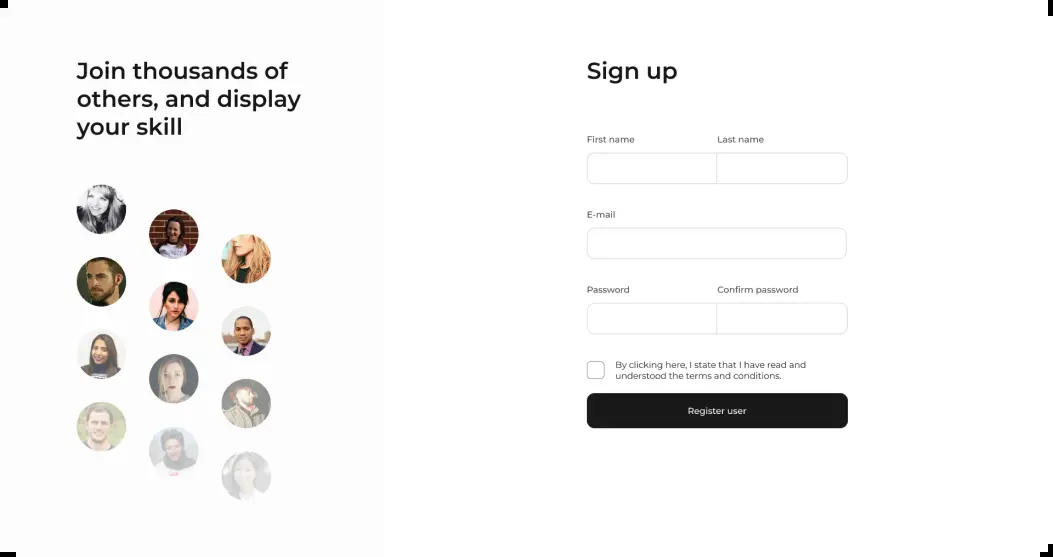 Join thousands of
others, and display
your skill
Sign up
First name
Last name
E-mail
Password
Confirm password
By clicking here, I state that I have read and
understood the terms and conditions.
Register user